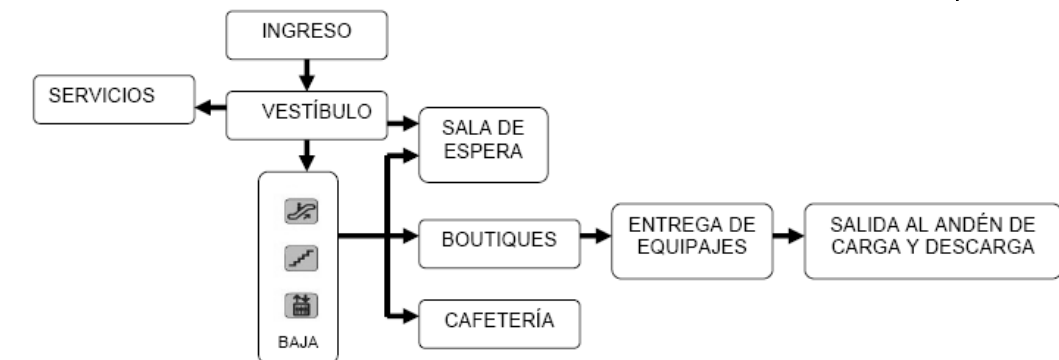 INGRESO
SERVICIOS
VESTÍBULO
SALA DE
ESPERA
BOUTIQUES
ENTREGA DE
EQUIPAJES
SALIDA AL ANDÉN DE
CARGA Y DESCARGA
CAFETERÍA
BAJA